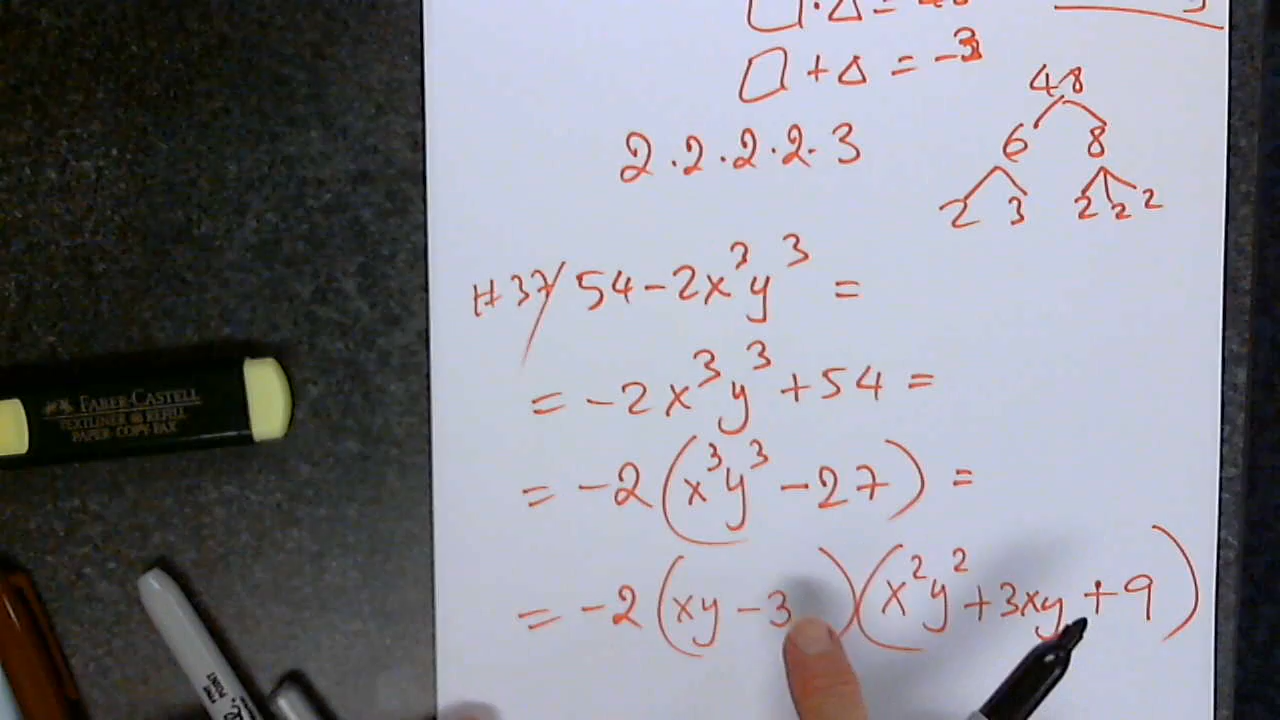 □ + Δ = -3
48
6 8
2 3 2 2 2
2 · 2 · 2 · 2 · 3
#37/ 54 - 2x³y³ =
= -2x³y³ + 54 =
= -2(x³y³ - 27) =
= -2(xy - 3)(x²y² + 3xy + 9)
FABER-CASTELL
TEXTLINER REFILL
PAPER·COPY·FAX